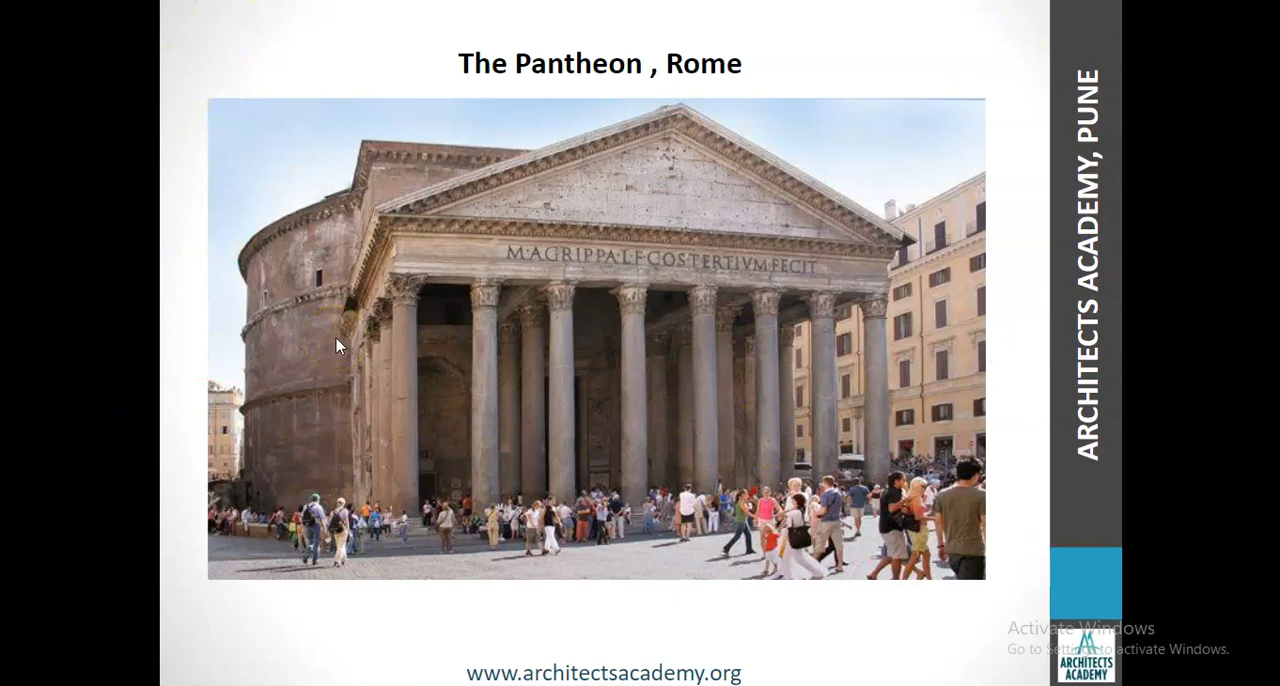 The Pantheon , Rome
M·AGRIPPA·L·F·COS·TERTIVM·FECIT
ARCHITECTS ACADEMY, PUNE
Activate Windows
Go to Settings to activate Windows.
ARCHITECTS
ACADEMY
www.architectsacademy.org